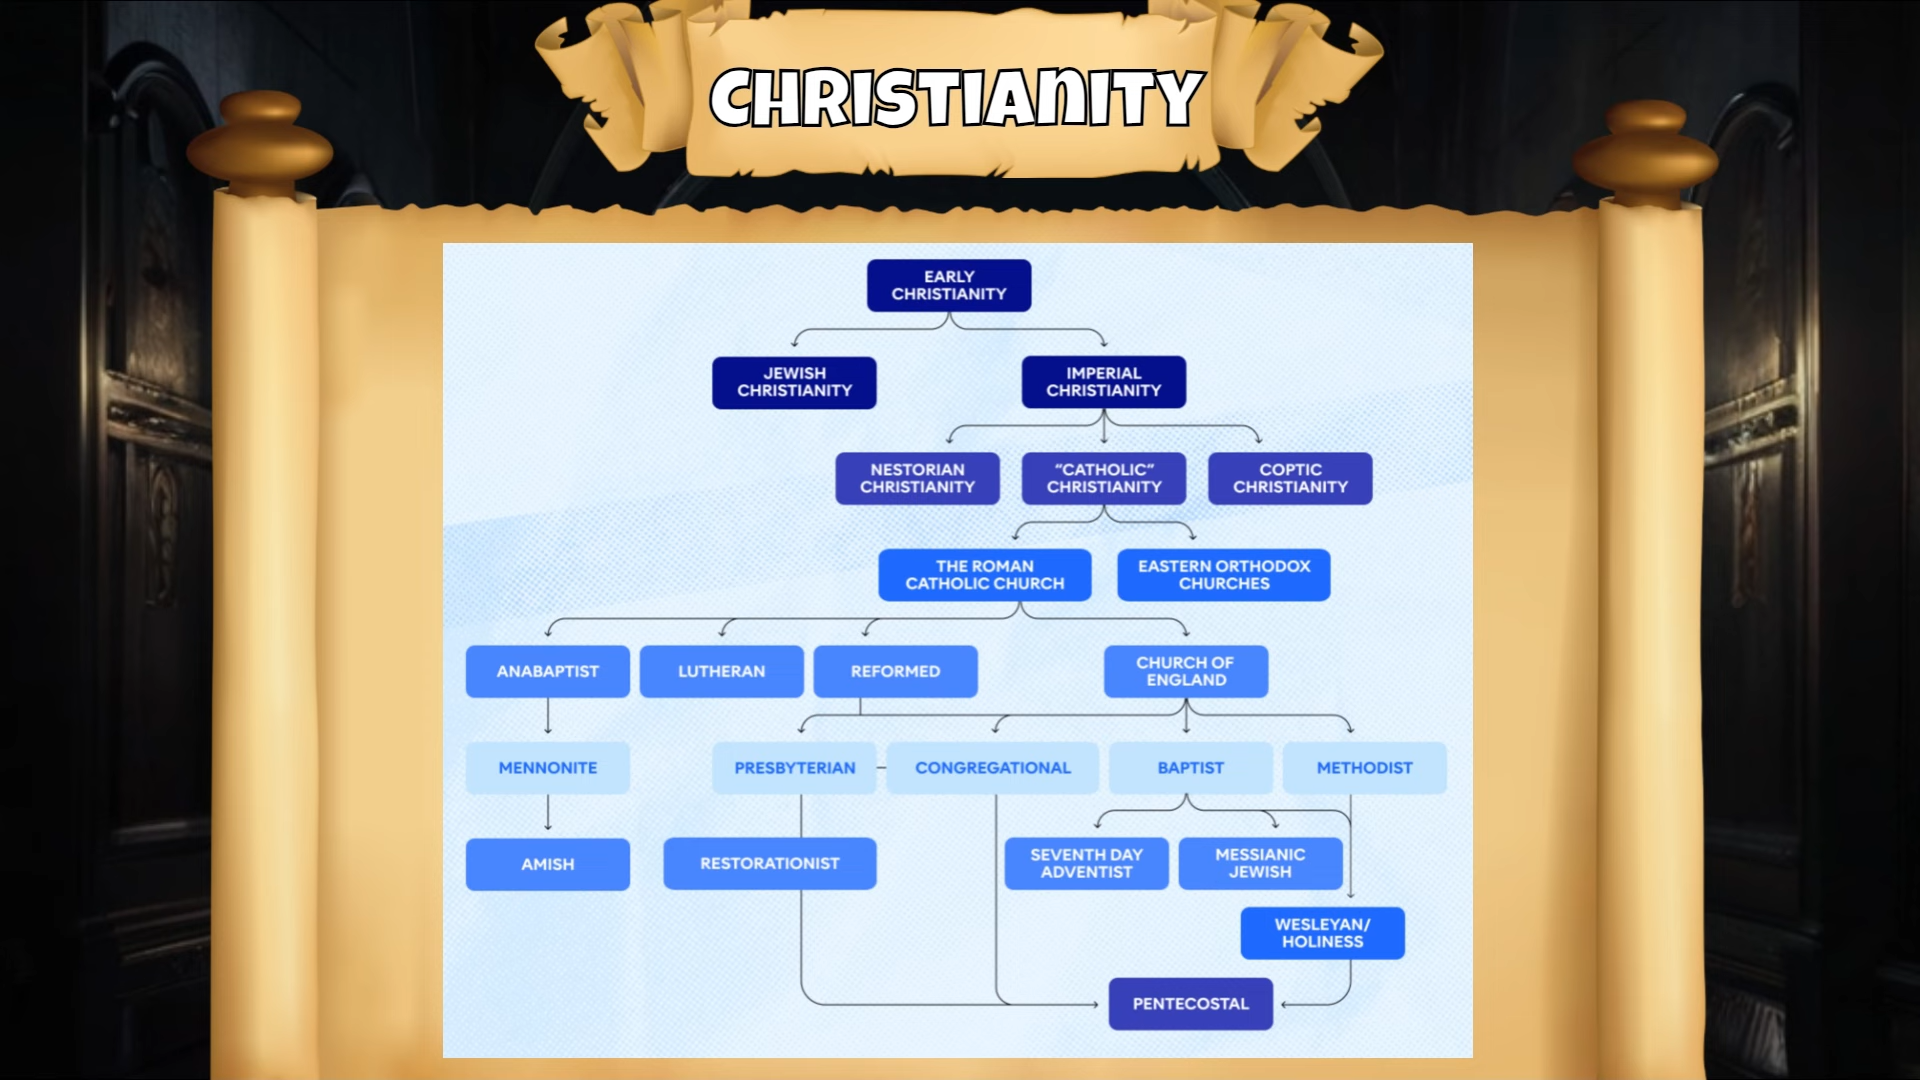 CHRISTIANITY
EARLY
CHRISTIANITY
JEWISH
CHRISTIANITY
IMPERIAL
CHRISTIANITY
NESTORIAN
CHRISTIANITY
“CATHOLIC“
CHRISTIANITY
COPTIC
CHRISTIANITY
THE ROMAN
CATHOLIC CHURCH
EASTERN ORTHODOX
CHURCHES
ANABAPTIST
LUTHERAN
REFORMED
CHURCH OF
ENGLAND
MENNONITE
PRESBYTERIAN
CONGREGATIONAL
BAPTIST
METHODIST
AMISH
RESTORATIONIST
SEVENTH DAY
ADVENTIST
MESSIANIC
JEWISH
WESLEYAN/
HOLINESS
PENTECOSTAL